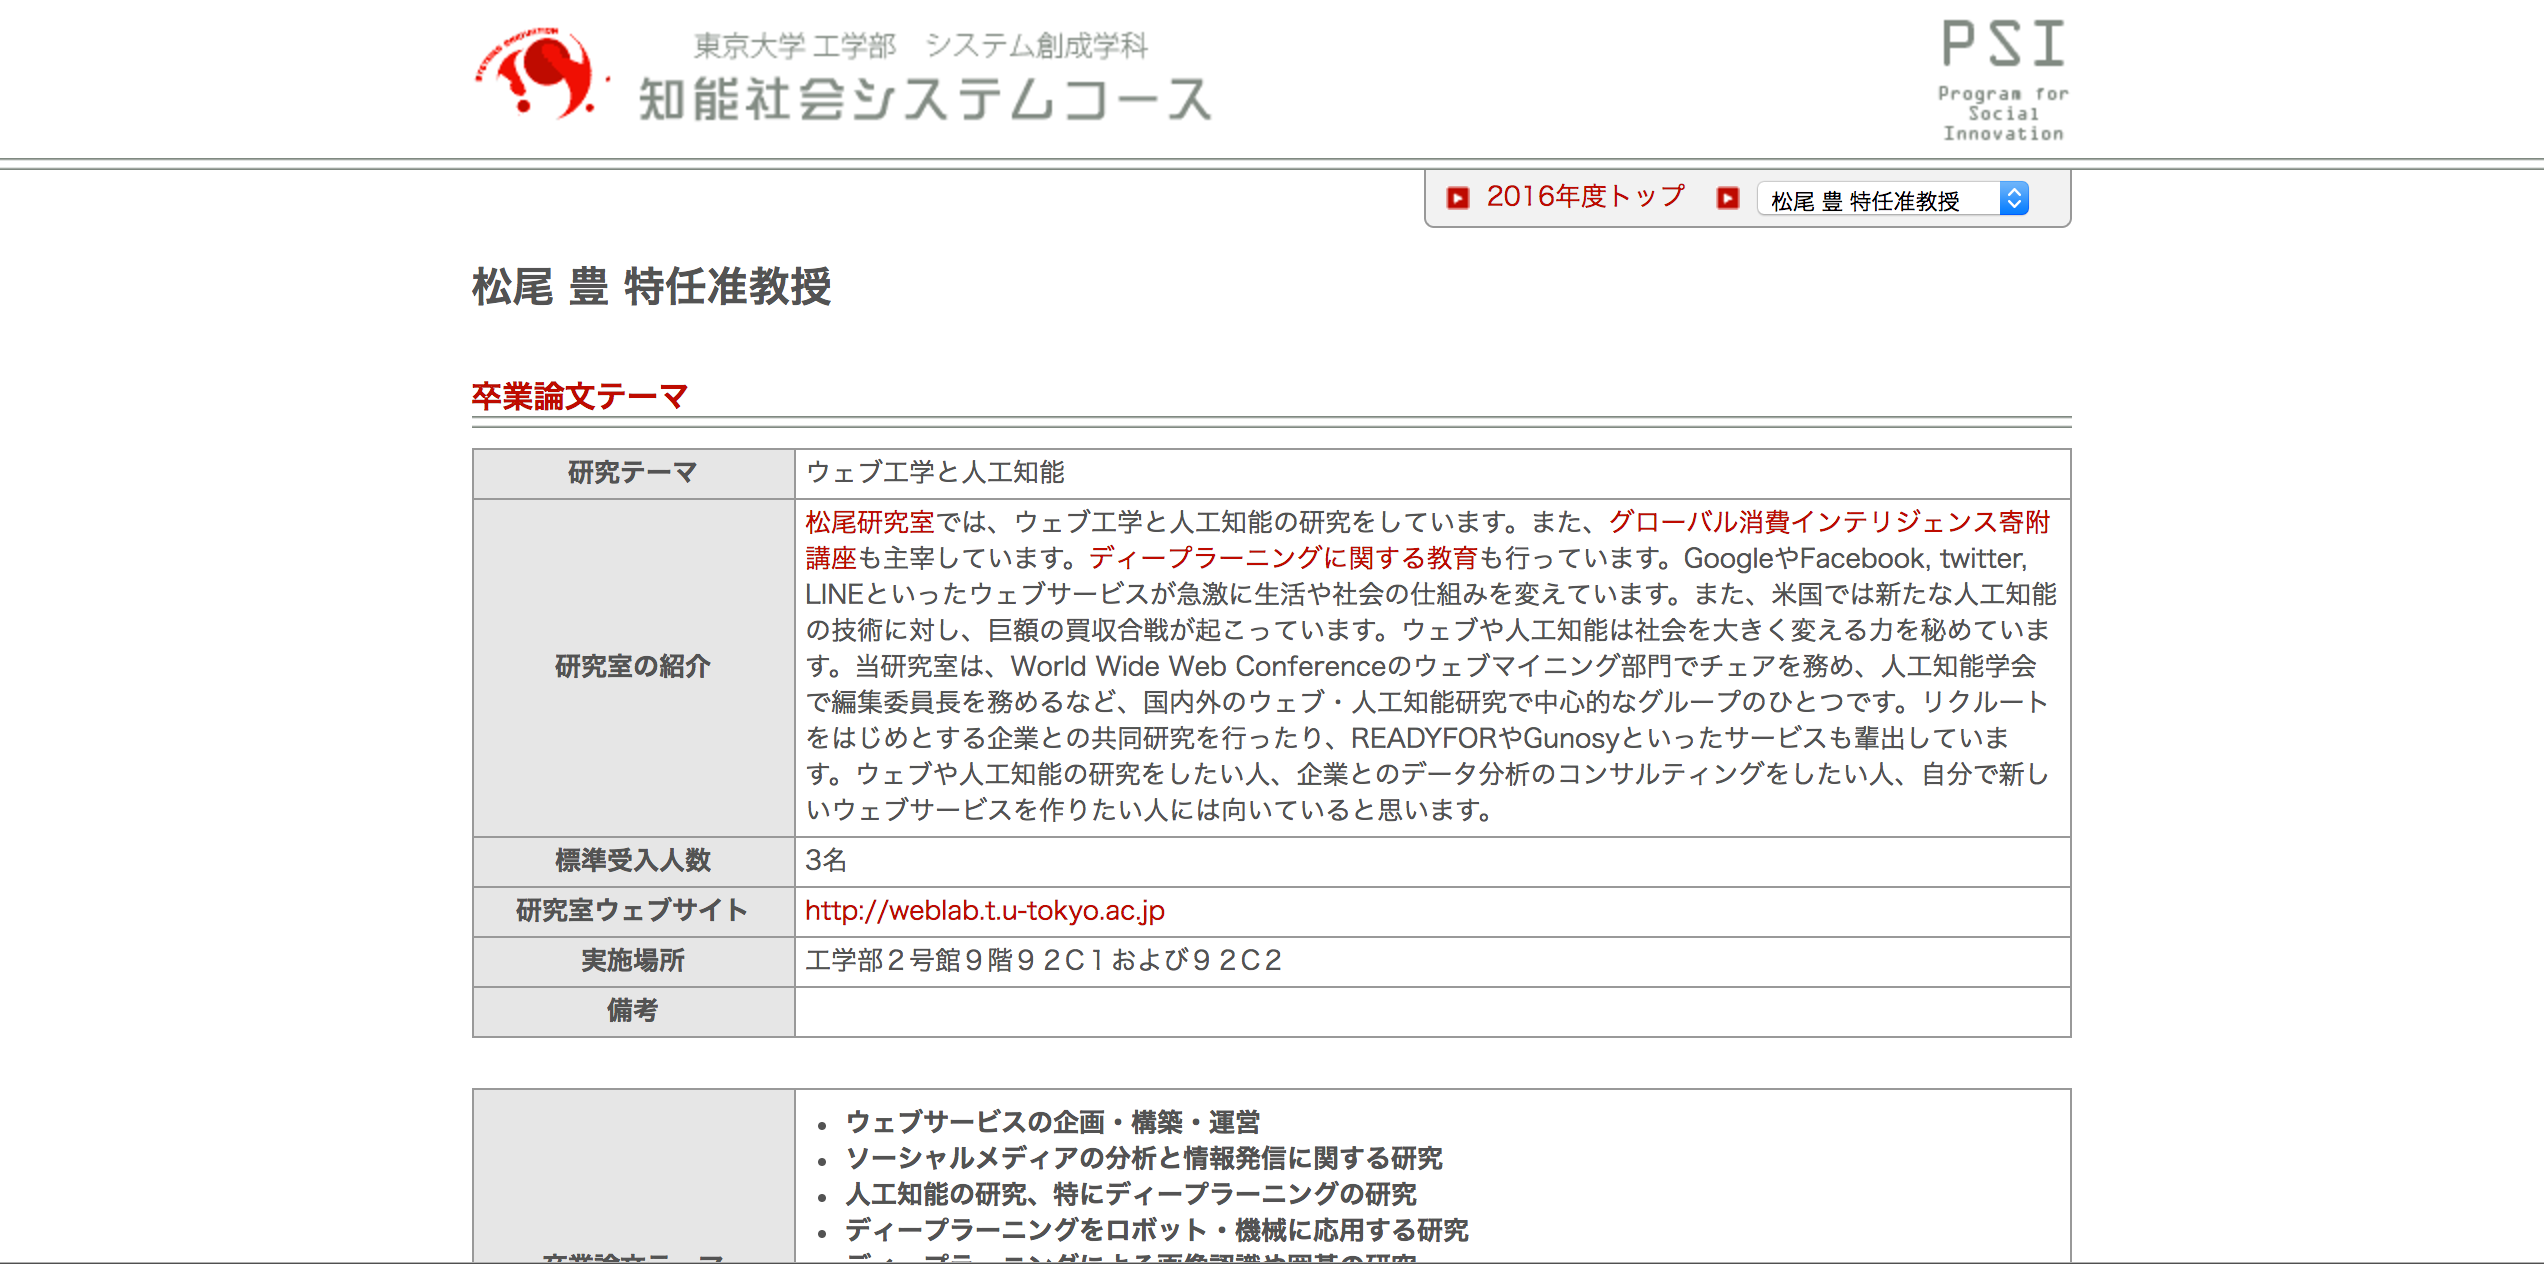 SYSTEMS INNOVATION
東京大学 工学部　システム創成学科
知能社会システムコース
PSI
Program for
Social
Innovation
2016年度トップ
松尾 豊 特任准教授
松尾 豊 特任准教授
卒業論文テーマ
研究テーマ
ウェブ工学と人工知能
研究室の紹介
松尾研究室では、ウェブ工学と人工知能の研究をしています。また、グローバル消費インテリジェンス寄附
講座も主宰しています。ディープラーニングに関する教育も行っています。GoogleやFacebook, twitter,
LINEといったウェブサービスが急激に生活や社会の仕組みを変えています。また、米国では新たな人工知能
の技術に対し、巨額の買収合戦が起こっています。ウェブや人工知能は社会を大きく変える力を秘めていま
す。当研究室は、World Wide Web Conferenceのウェブマイニング部門でチェアを務め、人工知能学会
で編集委員長を務めるなど、国内外のウェブ・人工知能研究で中心的なグループのひとつです。リクルート
をはじめとする企業との共同研究を行ったり、READYFORやGunosyといったサービスも輩出していま
す。ウェブや人工知能の研究をしたい人、企業とのデータ分析のコンサルティングをしたい人、自分で新し
いウェブサービスを作りたい人には向いていると思います。
標準受入人数
3名
研究室ウェブサイト
http://weblab.t.u-tokyo.ac.jp
実施場所
工学部２号館９階９２C１および９２C２
備考
• ウェブサービスの企画・構築・運営
• ソーシャルメディアの分析と情報発信に関する研究
• 人工知能の研究、特にディープラーニングの研究
• ディープラーニングをロボット・機械に応用する研究
卒業論文テーマ
ディープラーニングによる画像認識や囲碁の研究